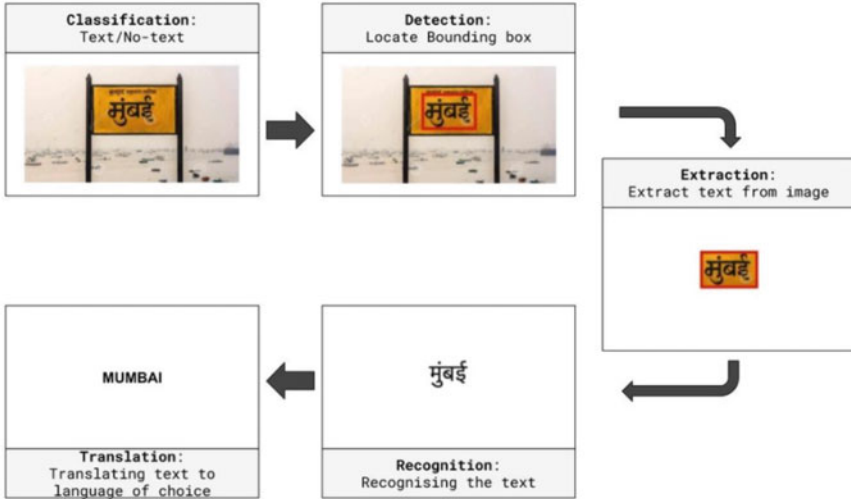 Classification:
Text/No-text
मुंबई
Detection:
Locate Bounding box
मुंबई
Extraction:
Extract text from image
मुंबई
मुंबई
Recognition:
Recognising the text
MUMBAI
Translation:
Translating text to
language of choice